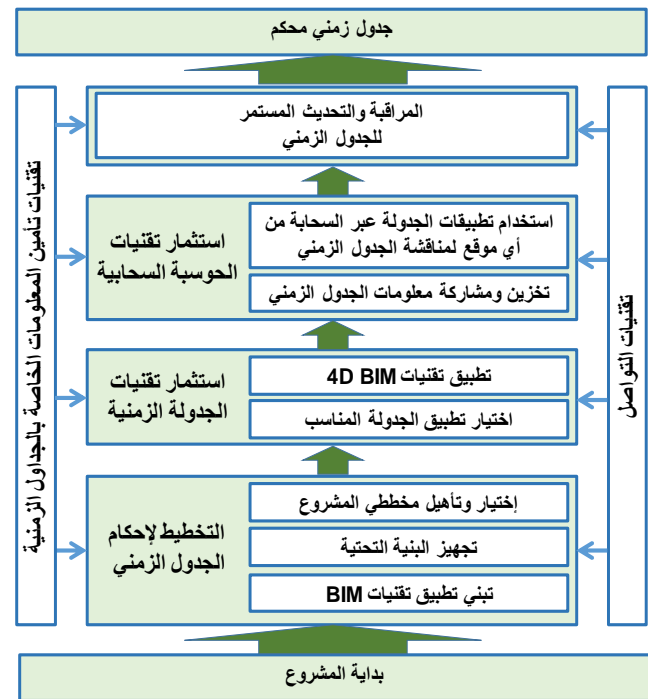 جدول زمني محكم
المراقبة والتحديث المستمر
للجدول الزمني
تقنيات التواصل
تقنيات تأمين المعلومات الخاصة بالجداول الزمنية
استخدام تطبيقات الجدولة عبر السحابة من
أي موقع لمناقشة الجدول الزمني
تخزين ومشاركة معلومات الجدول الزمني
استثمار تقنيات
الحوسبة السحابية
تطبيق تقنيات 4D BIM
اختيار تطبيق الجدولة المناسب
استثمار تقنيات
الجدولة الزمنية
إختيار وتأهيل مخططي المشروع
تجهيز البنية التحتية
تبني تطبيق تقنيات BIM
التخطيط لإحكام
الجدول الزمني
بداية المشروع